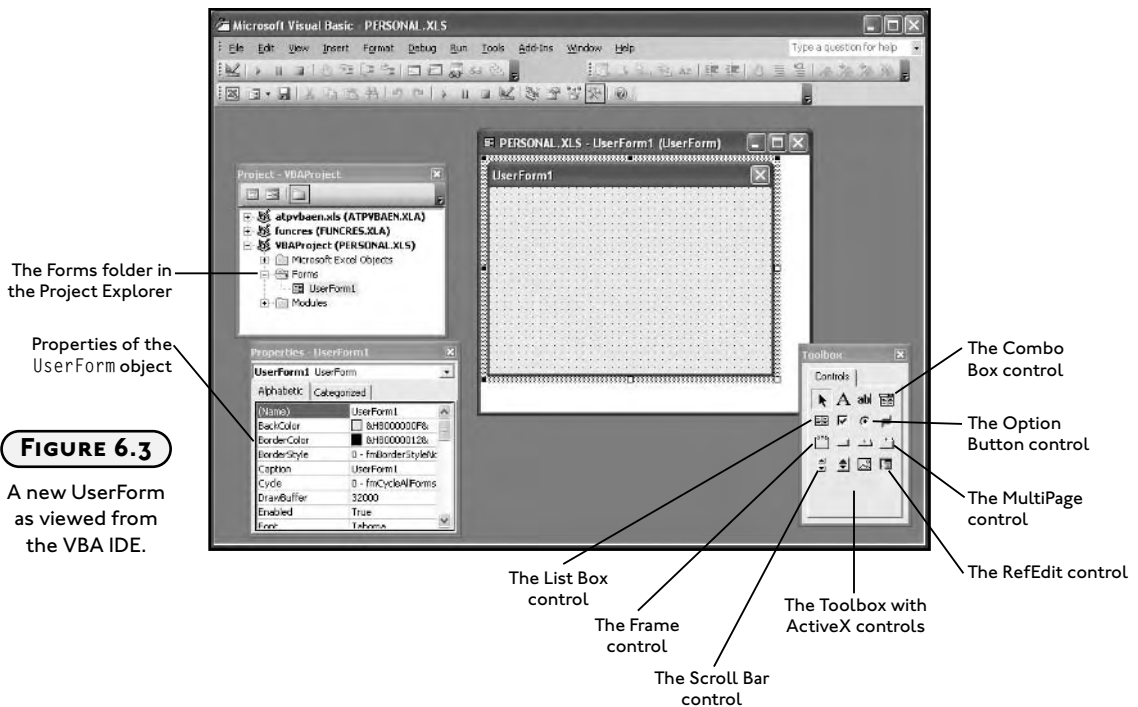 Microsoft Visual Basic - PERSONAL.XLS
File Edit View Insert Format Debug Run Tools Add-Ins Window Help
Type a question for help
Project - VBAProject
atpvbaen.xls (ATPVBAEN.XLA)
funcres (FUNCRES.XLA)
VBAProject (PERSONAL.XLS)
Microsoft Excel Objects
Forms
UserForm1
Modules
PERSONAL.XLS - UserForm1 (UserForm)
UserForm1
The Forms folder in
the Project Explorer
Properties of the
UserForm object
Properties - UserForm1
UserForm1 UserForm
Alphabetic Categorized
(Name) UserForm1
BackColor &H8000000F&
BorderColor &H80000012&
BorderStyle 0 - fmBorderStyleNo
Caption UserForm1
Cycle 0 - fmCycleAllForms
DrawBuffer 32000
Enabled True
Font Tahoma
Toolbox
Controls
A abl
The Combo
Box control
The Option
Button control
The MultiPage
control
The RefEdit control
The Toolbox with
ActiveX controls
The List Box
control
The Frame
control
The Scroll Bar
control
FIGURE 6.3
A new UserForm
as viewed from
the VBA IDE.